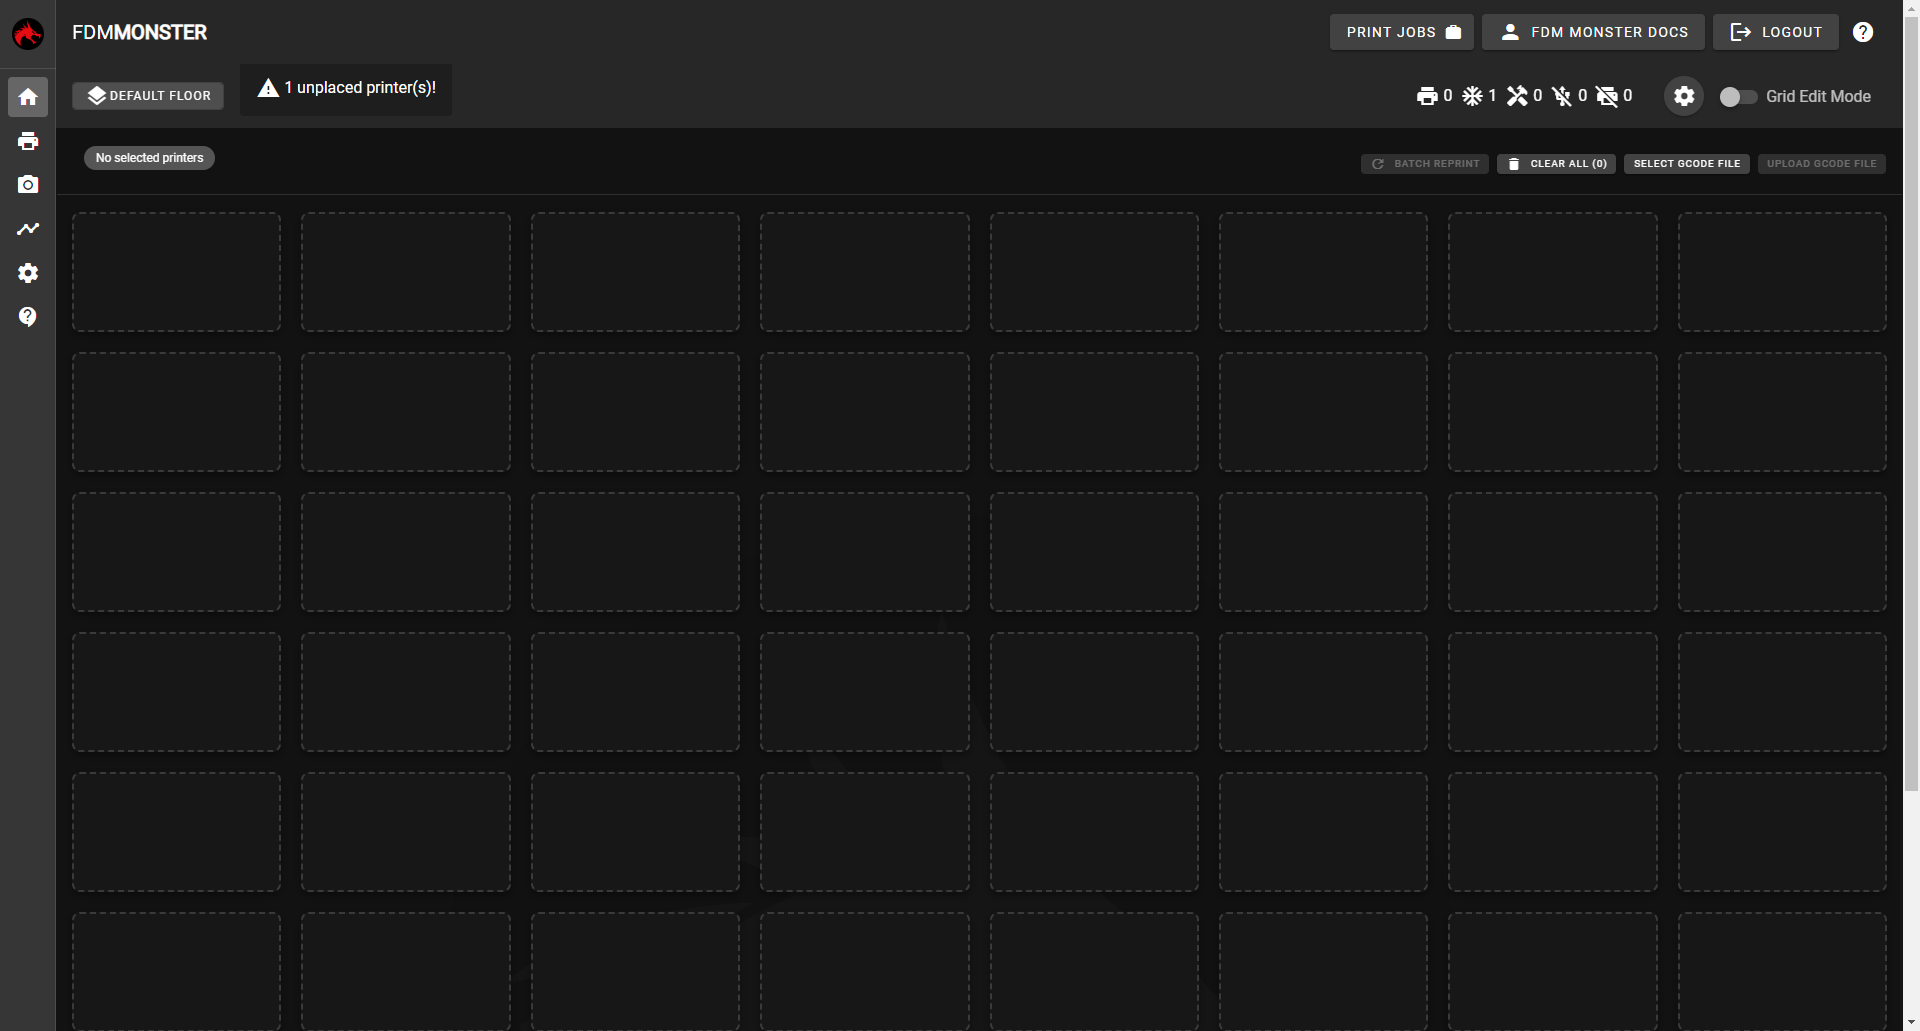 FDMMONSTER
PRINT JOBS
FDM MONSTER DOCS
LOGOUT
DEFAULT FLOOR
1 unplaced printer(s)!
0 1 0 0 0
Grid Edit Mode
No selected printers
BATCH REPRINT
CLEAR ALL (0)
SELECT GCODE FILE
UPLOAD GCODE FILE